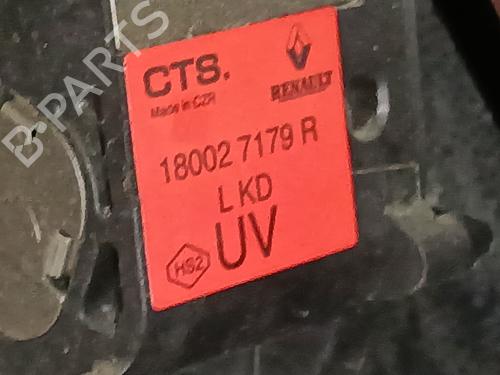 CTS.
Made in CZR
RENAULT
18002 7179 R
L KD
HS2
UV
B-PARTS